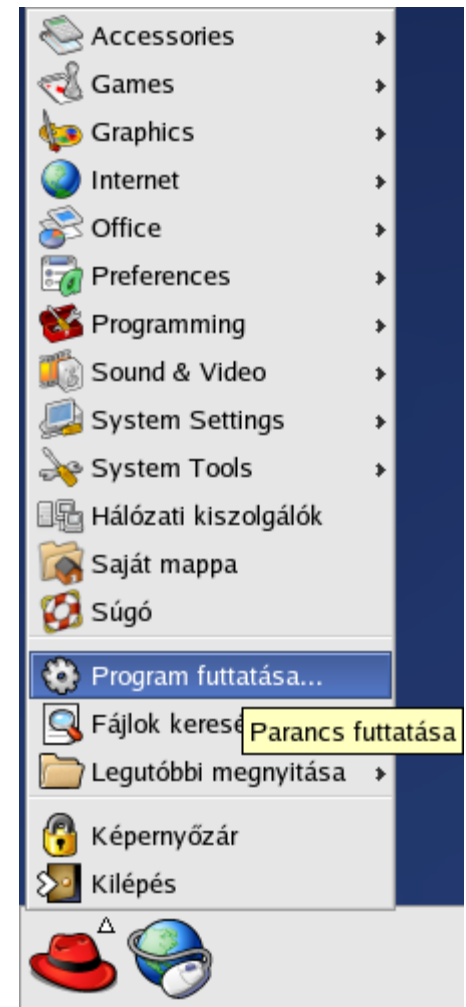 Accessories
Games
Graphics
Internet
Office
Preferences
Programming
Sound & Video
System Settings
System Tools
Hálózati kiszolgálók
Saját mappa
Súgó
Program futtatása...
Fájlok
Parancs futtatása
Legutóbbi megnyitása
Képernyőzár
Kilépés